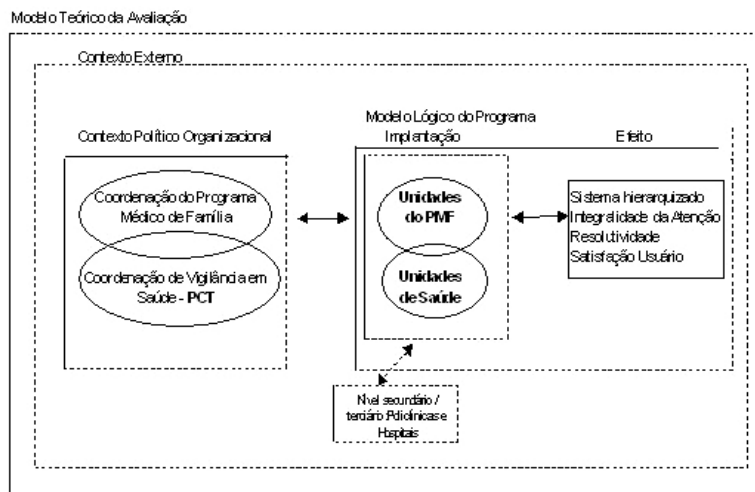 Modelo Teórico da Avaliação
Contexto Externo
Modelo Lógico do Programa
Contexto Político Organizacional
Implantação
Efeito
Coordenação do Programa
Médico de Família
Coordenação de Vigilância em
Saúde - PCT
Unidades
do PMF
Unidades
de Saúde
Sistema hierarquizado
Integralidade da Atenção
Resolutividade
Satisfação Usuário
Nível secundário /
terciário: Policlínicas e
Hospitais